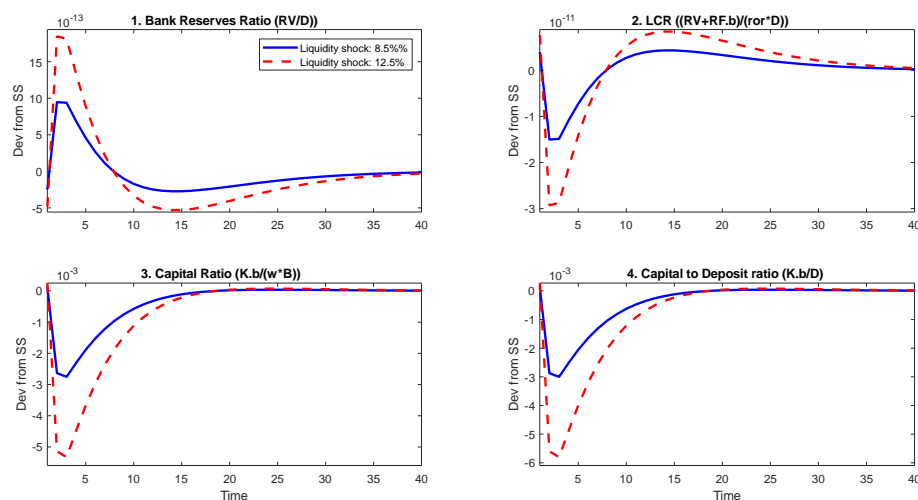 1. Bank Reserves Ratio (RV/D))
×10^-13
15
10
5
0
-5
Dev from SS
5 10 15 20 25 30 35 40
Liquidity shock: 8.5%%
Liquidity shock: 12.5%
2. LCR ((RV+RF.b)/(ror*D))
×10^-11
0
-1
-2
-3
Dev from SS
5 10 15 20 25 30 35 40
3. Capital Ratio (K.b/(w*B))
×10^-3
0
-1
-2
-3
-4
-5
Dev from SS
5 10 15 20 25 30 35 40
Time
4. Capital to Deposit ratio (K.b/D)
×10^-3
0
-1
-2
-3
-4
-5
-6
Dev from SS
5 10 15 20 25 30 35 40
Time